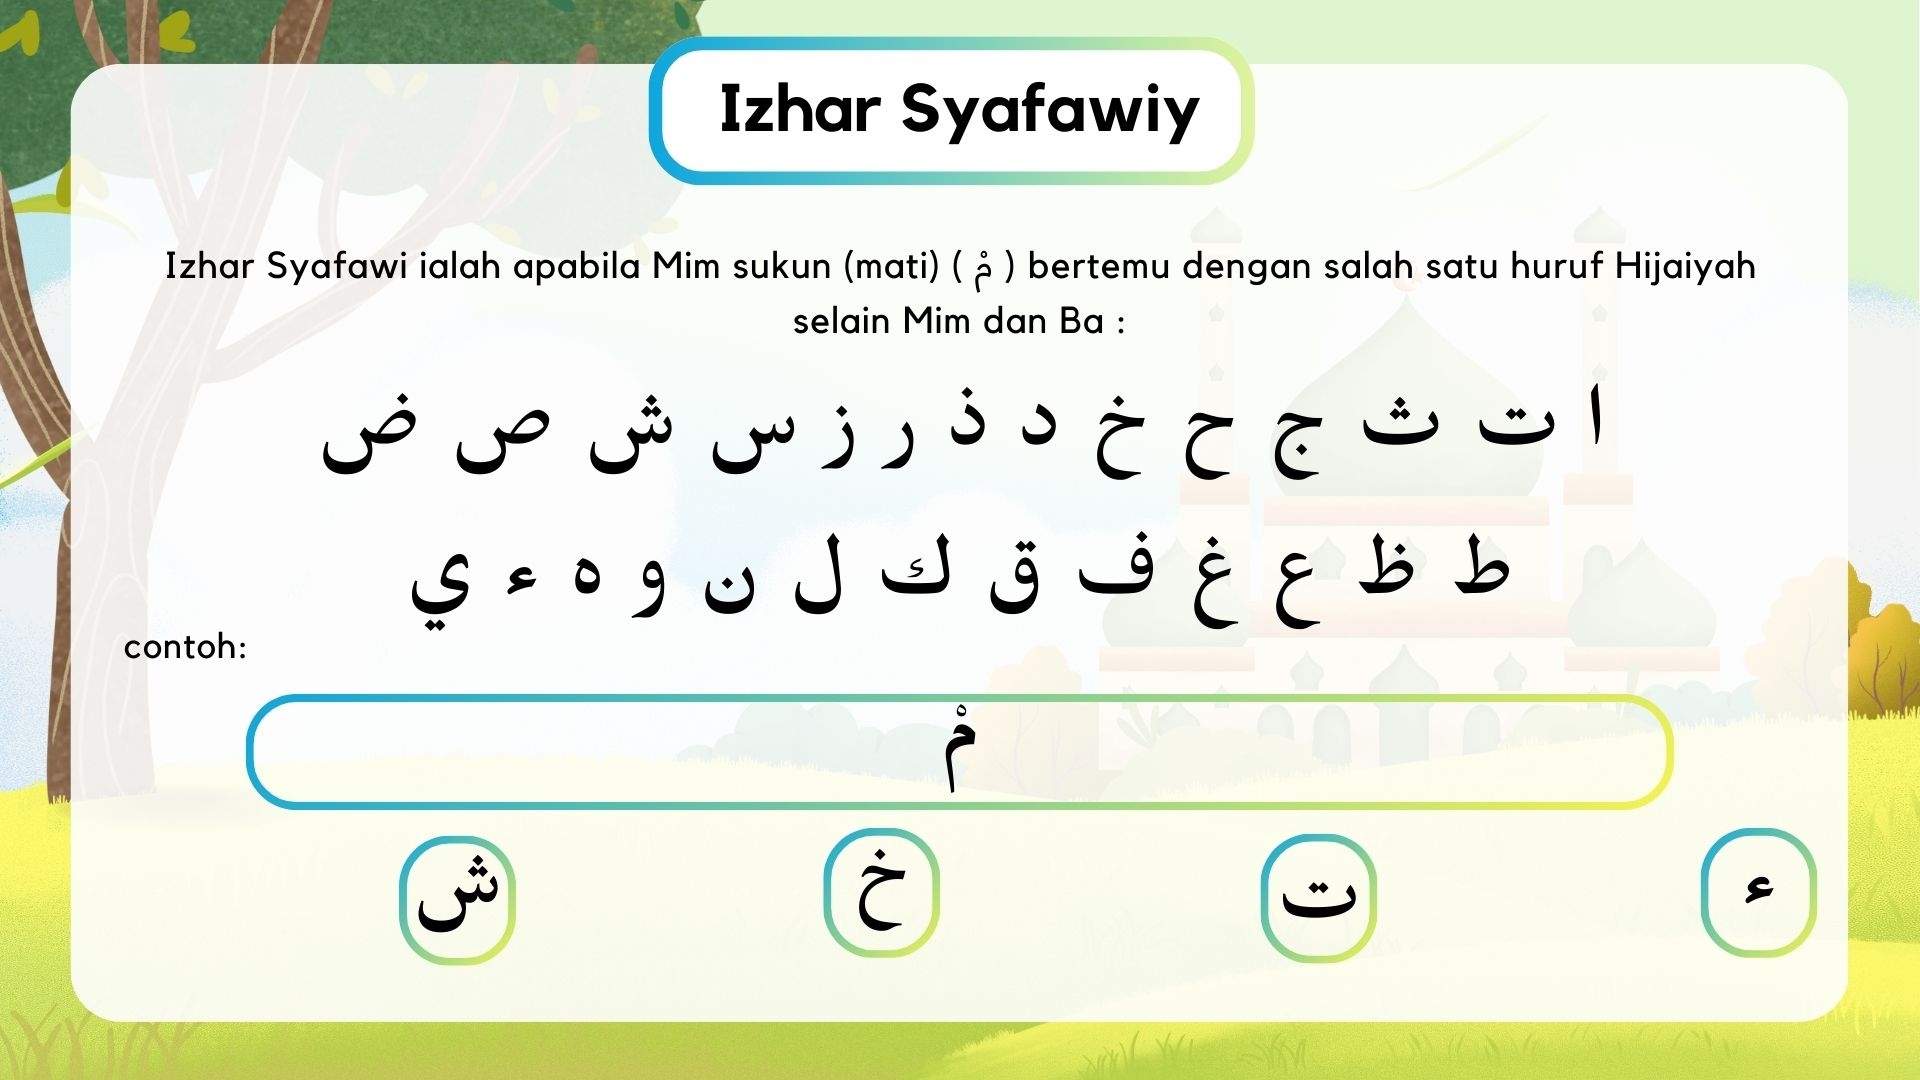 Izhar Syafawiy
Izhar Syafawi ialah apabila Mim sukun (mati) ( مْ ) bertemu dengan salah satu huruf Hijaiyah
selain Mim dan Ba :
ا ت ث ج ح خ د ذ ر ز س ش ص ض
ط ظ ع غ ف ق ك ل ن و ه ء ي
contoh:
مْ
ء ت خ ش